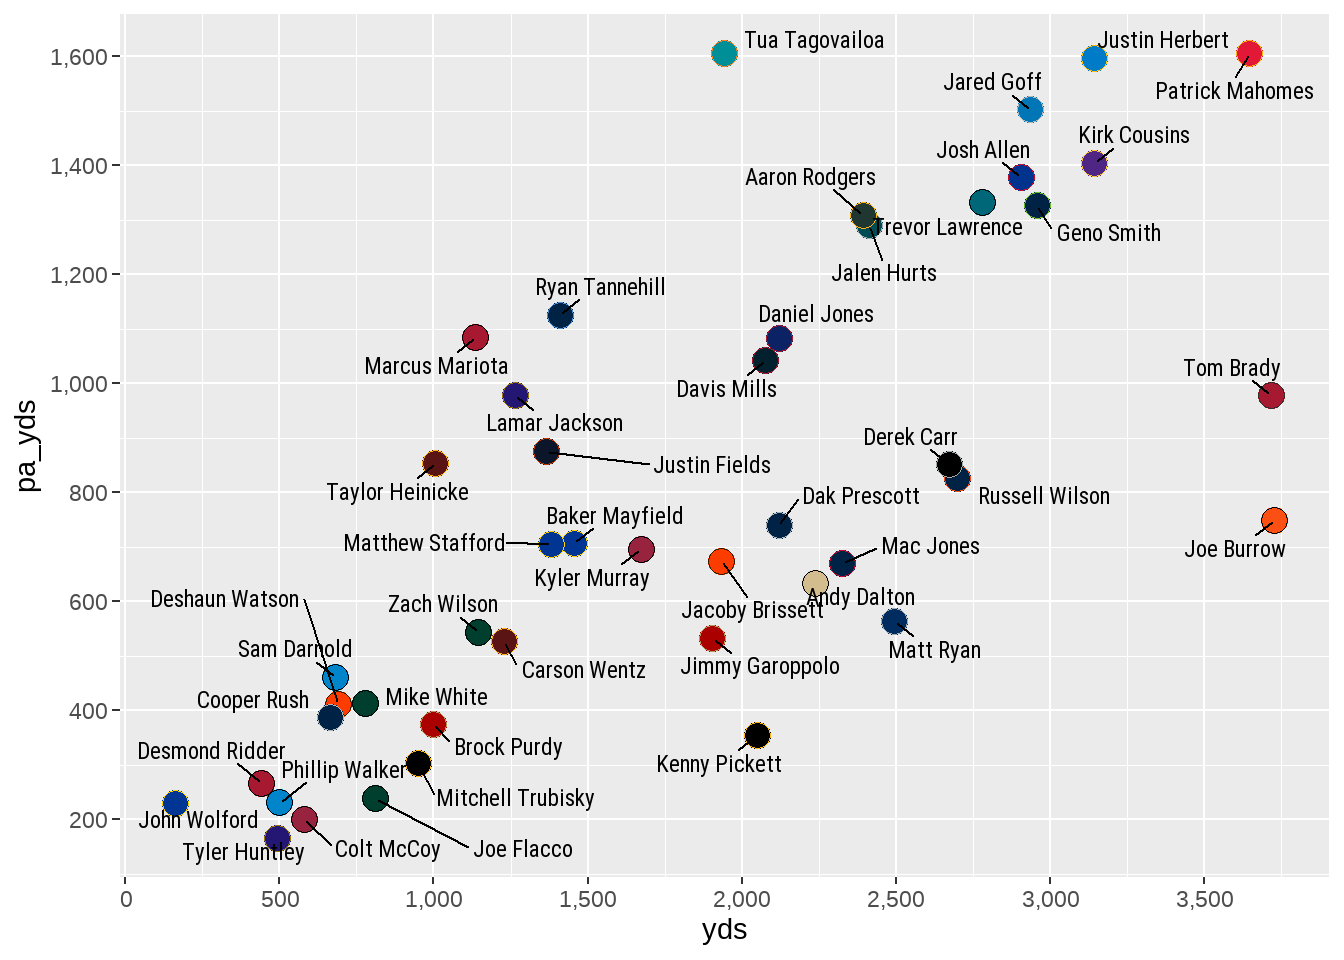 1,600
1,400
1,200
1,000
800
600
400
200
pa_yds
Tua Tagovailoa
Justin Herbert
Jared Goff
Patrick Mahomes
Kirk Cousins
Josh Allen
Aaron Rodgers
Trevor Lawrence
Geno Smith
Jalen Hurts
Ryan Tannehill
Daniel Jones
Marcus Mariota
Tom Brady
Davis Mills
Lamar Jackson
Derek Carr
Justin Fields
Taylor Heinicke
Dak Prescott
Russell Wilson
Baker Mayfield
Matthew Stafford
Mac Jones
Joe Burrow
Kyler Murray
Deshaun Watson
Zach Wilson
Jacoby Brissett
Andy Dalton
Sam Darnold
Matt Ryan
Carson Wentz
Jimmy Garoppolo
Cooper Rush
Mike White
Brock Purdy
Desmond Ridder
Kenny Pickett
Phillip Walker
Mitchell Trubisky
John Wolford
Tyler Huntley
Colt McCoy
Joe Flacco
0
500
1,000
1,500
2,000
2,500
3,000
3,500
yds